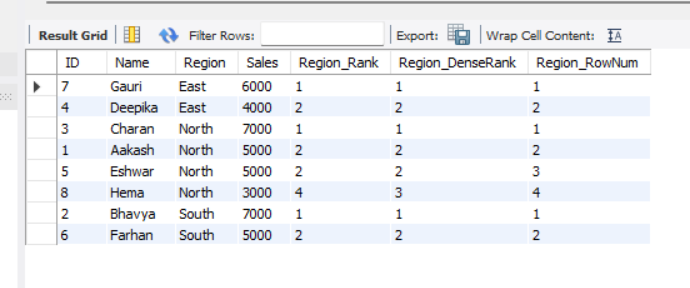 Result Grid Filter Rows: Export: Wrap Cell Content: IA
ID Name Region Sales Region_Rank Region_DenseRank Region_RowNum
7 Gauri East 6000 1 1 1
4 Deepika East 4000 2 2 2
3 Charan North 7000 1 1 1
1 Aakash North 5000 2 2 2
5 Eshwar North 5000 2 2 3
8 Hema North 3000 4 3 4
2 Bhavya South 7000 1 1 1
6 Farhan South 5000 2 2 2